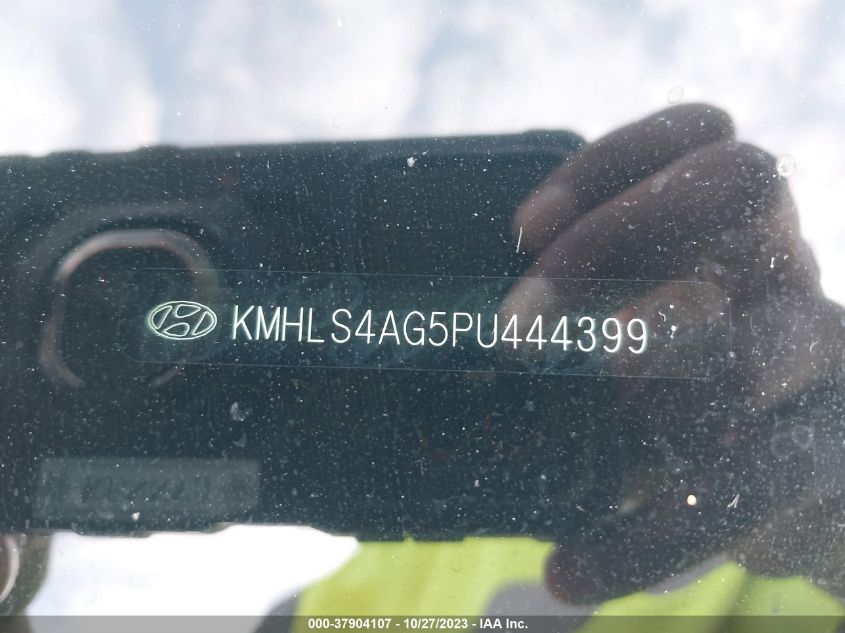 KMHLS4AG5PU444399
000-37904107 | 10/27/2023 - IAA Inc.